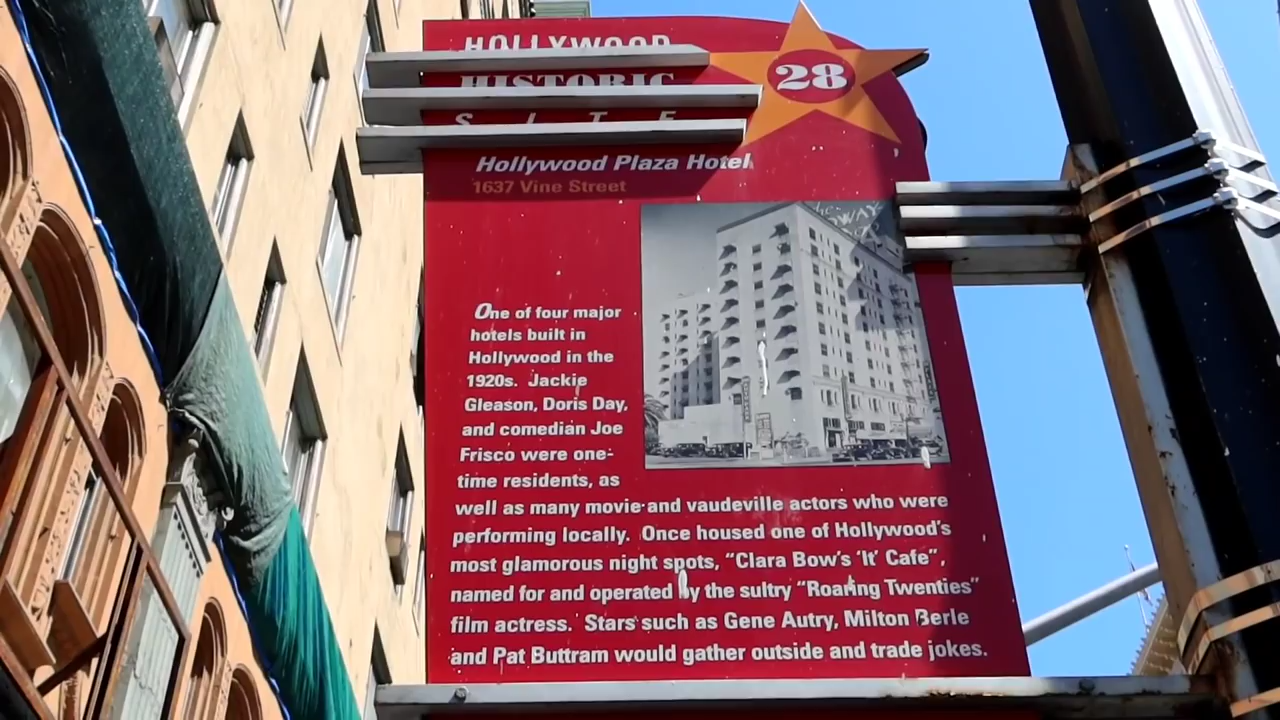 HOLLYWOOD
HISTORIC
SITE
28
Hollywood Plaza Hotel
1637 Vine Street
One of four major
hotels built in
Hollywood in the
1920s. Jackie
Gleason, Doris Day,
and comedian Joe
Frisco were one-
time residents, as
well as many movie and vaudeville actors who were
performing locally. Once housed one of Hollywood's
most glamorous night spots, "Clara Bow's 'It' Cafe",
named for and operated by the sultry "Roaring Twenties"
film actress. Stars such as Gene Autry, Milton Berle
and Pat Buttram would gather outside and trade jokes.